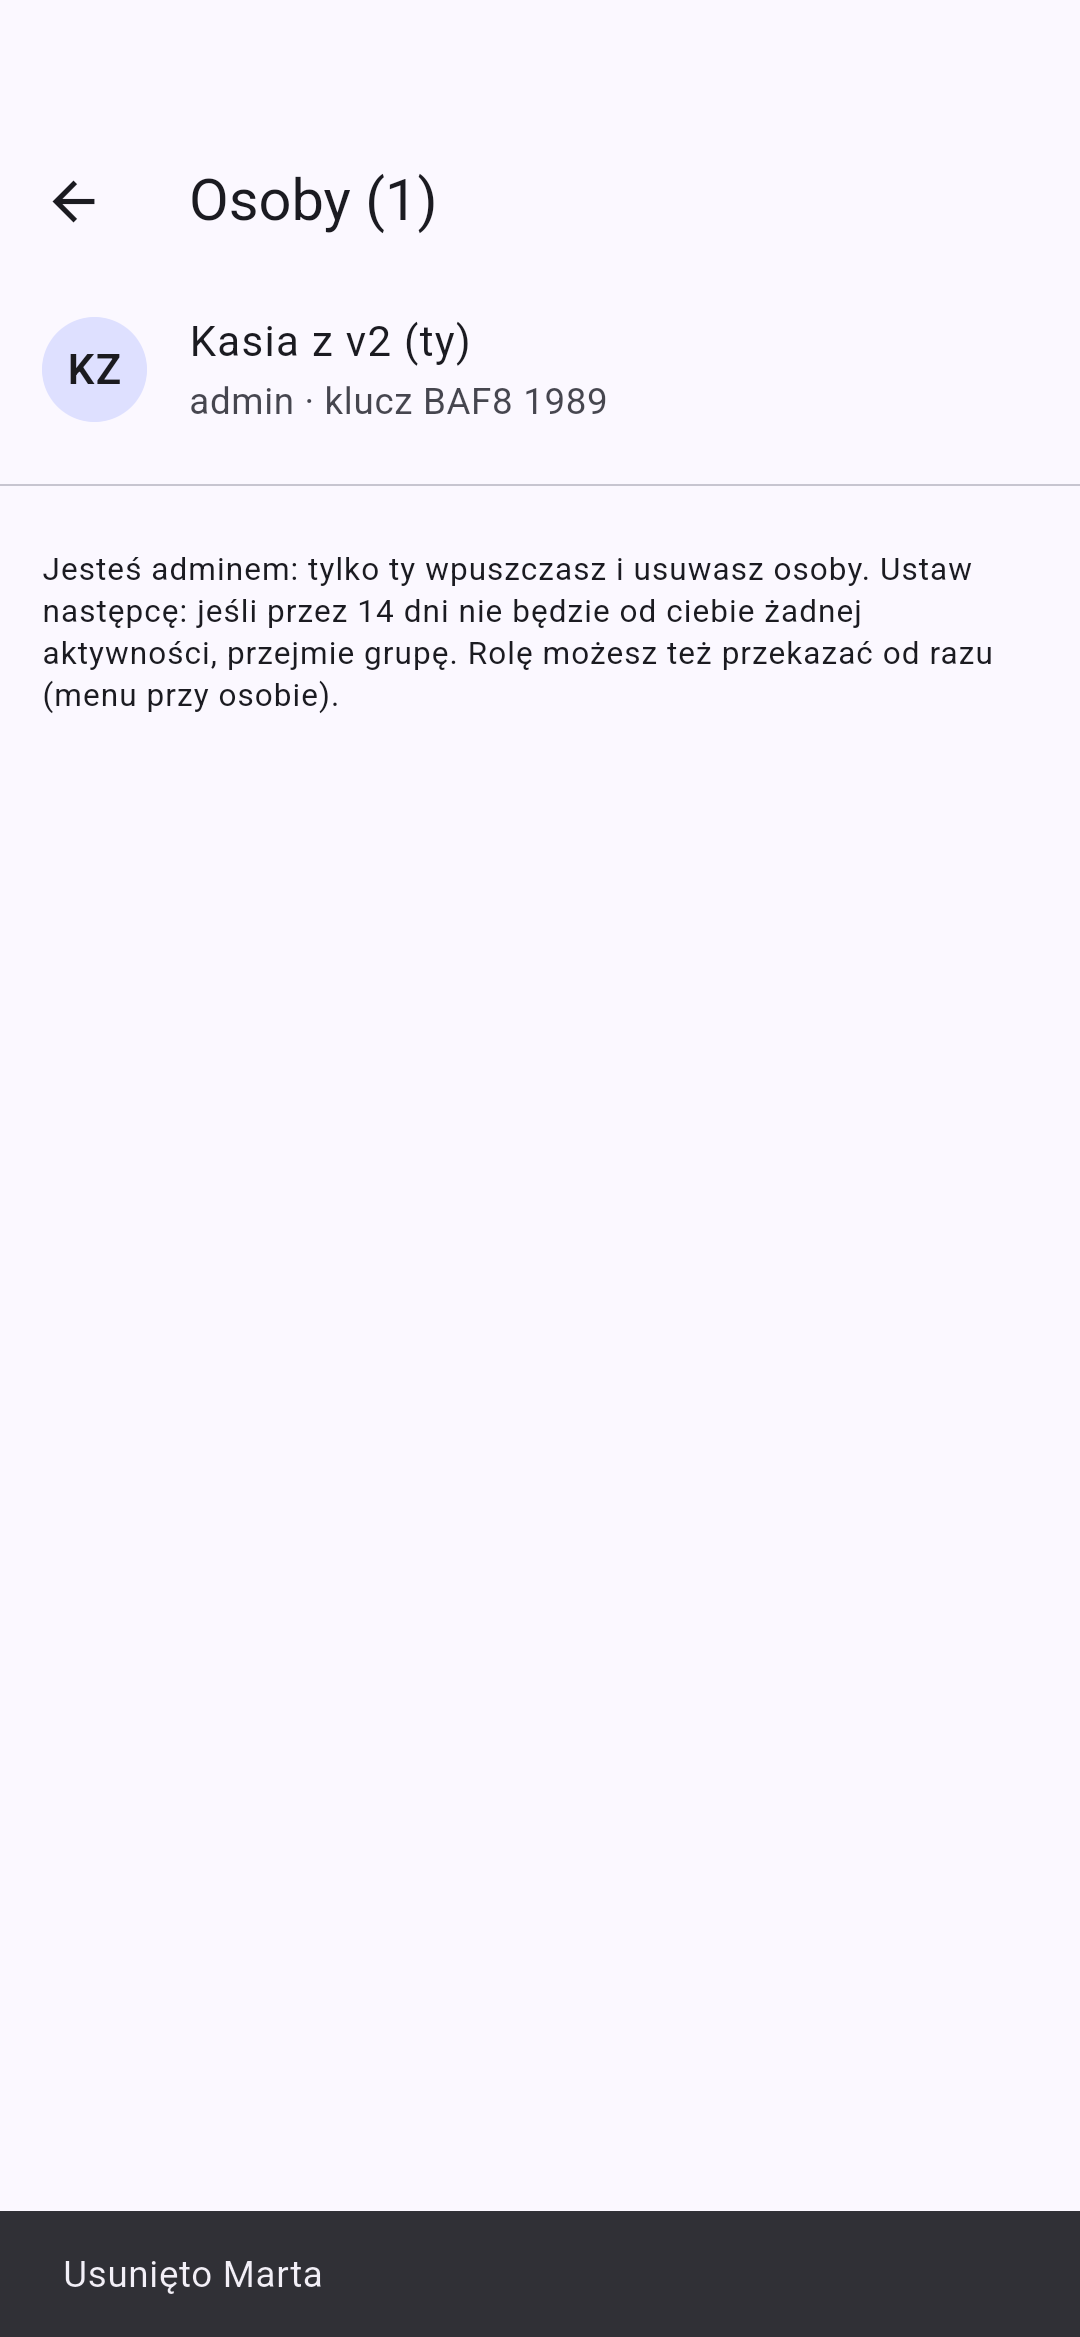 Osoby (1)
KZ
Kasia z v2 (ty)
admin · klucz BAF8 1989
Jesteś adminem: tylko ty wpuszczasz i usuwasz osoby. Ustaw
następcę: jeśli przez 14 dni nie będzie od ciebie żadnej
aktywności, przejmie grupę. Rolę możesz też przekazać od razu
(menu przy osobie).
Usunięto Marta